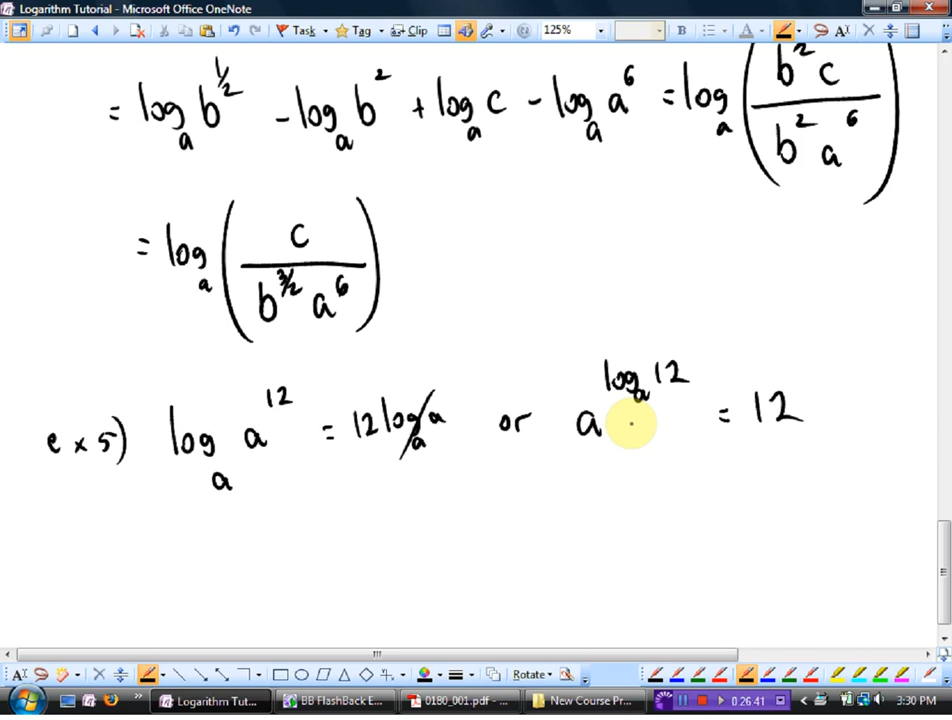 Logarithm Tutorial - Microsoft Office OneNote
Task Tag Clip 125% B
= log_a b^(1/2) - log_a b^2 + log_a c - log_a a^6 = log_a (b^2 c / b^2 a^6)
= log_a (c / b^(3/2) a^6)
ex 5) log_a a^12 = 12 log_a a or a^(log_a 12) = 12
Rotate
Logarithm Tut... BB FlashBack E... 0180_001.pdf - ... New Course Pr... 0:26:41 3:30 PM